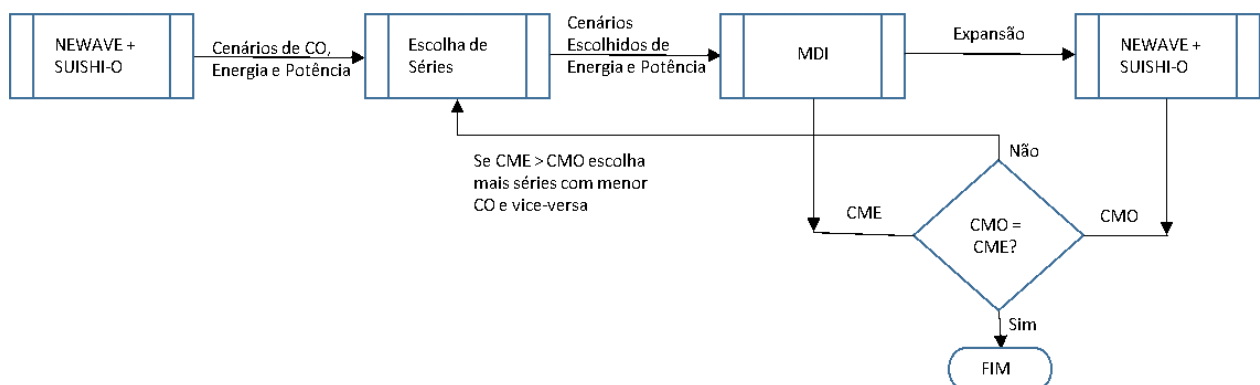 NEWAVE +
SUISHI-O
Cenários de CO,
Energia e Potência
Escolha de
Séries
Cenários
Escolhidos de
Energia e Potência
MDI
Expansão
NEWAVE +
SUISHI-O
Se CME > CMO escolha
mais séries com menor
CO e vice-versa
Não
CME
CMO =
CME?
CMO
Sim
FIM